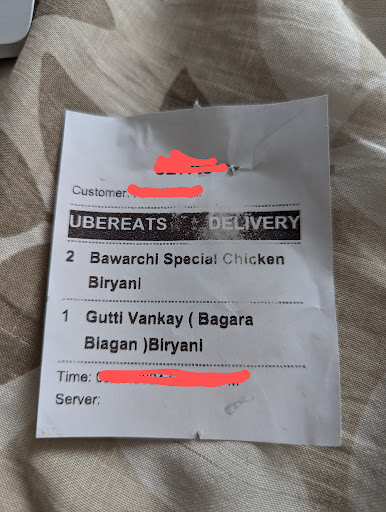 Customer:
UBEREATS DELIVERY
2 Bawarchi Special Chicken
Biryani
1 Gutti Vankay ( Bagara
Biagan )Biryani
Time:
Server: